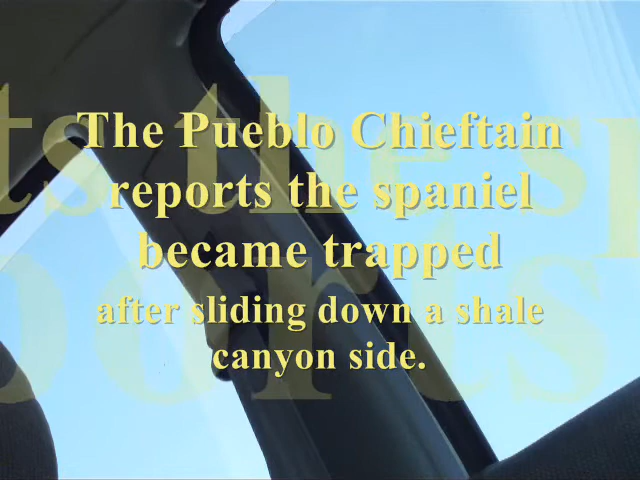 The Pueblo Chieftain
reports the spaniel
became trapped
after sliding down a shale
canyon side.